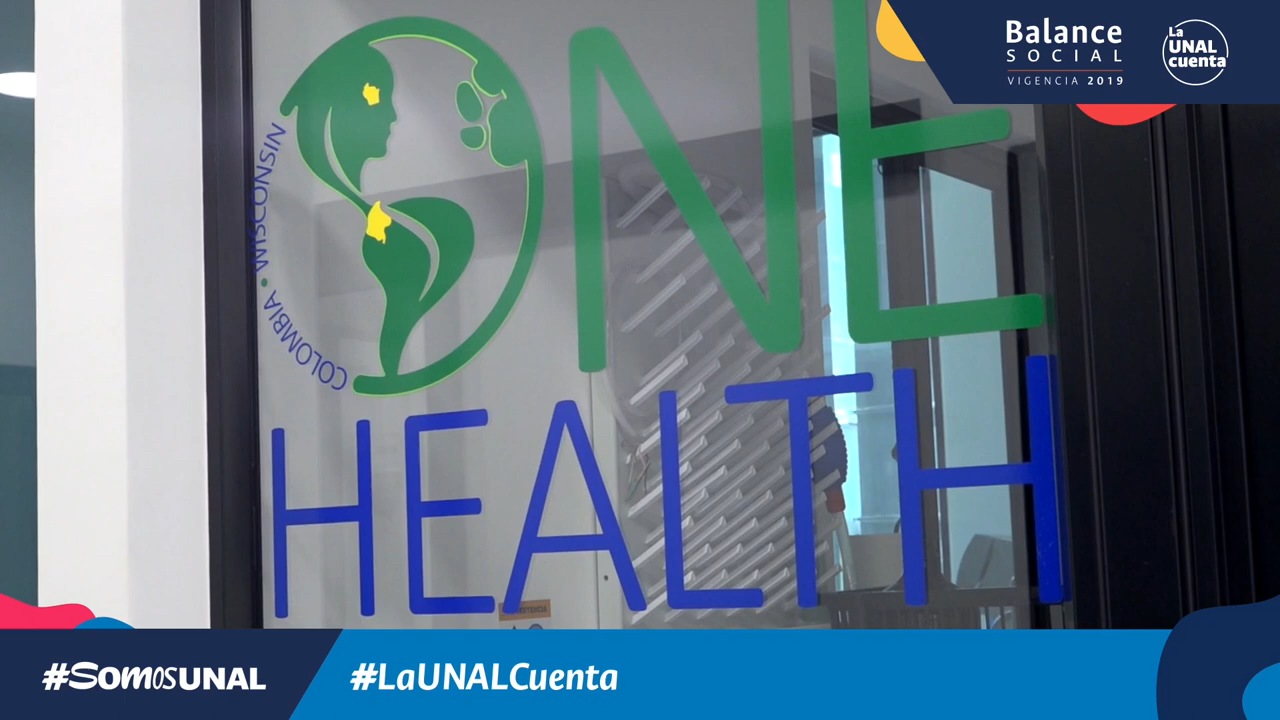 Balance
SOCIAL
VIGENCIA 2019
La
UNAL
cuenta
COLOMBIA • WISCONSIN
ONE
HEALTH
#SOMOSUNAL
#LaUNALCuenta